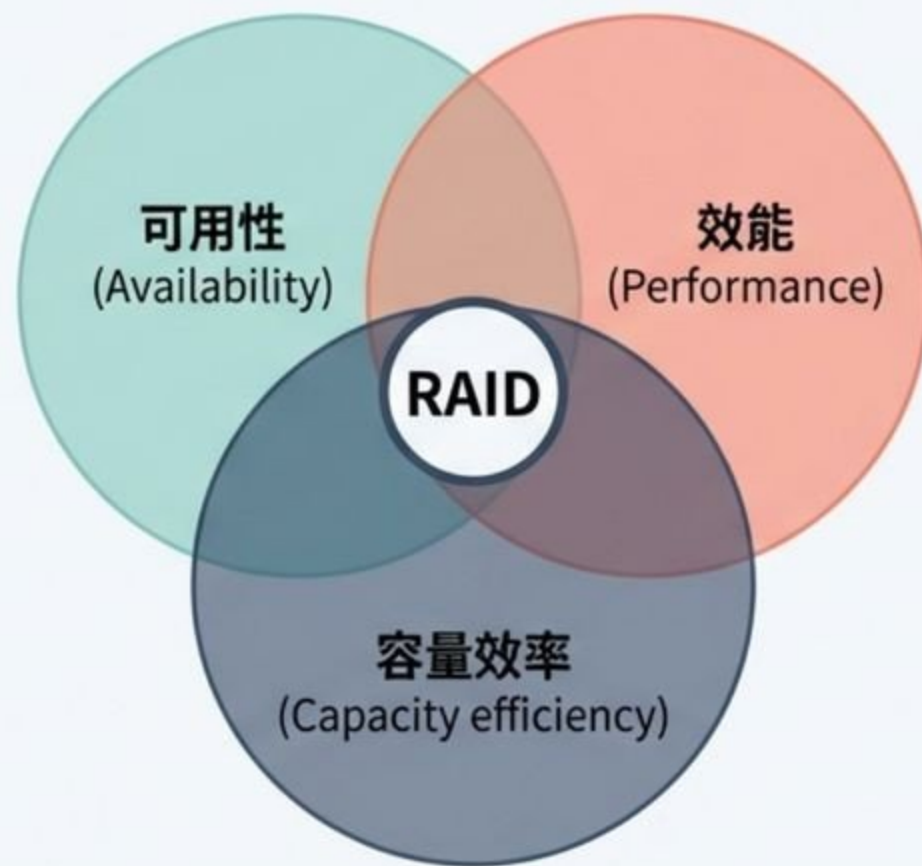 可用性
(Availability)
效能
(Performance)
RAID
容量效率
(Capacity efficiency)